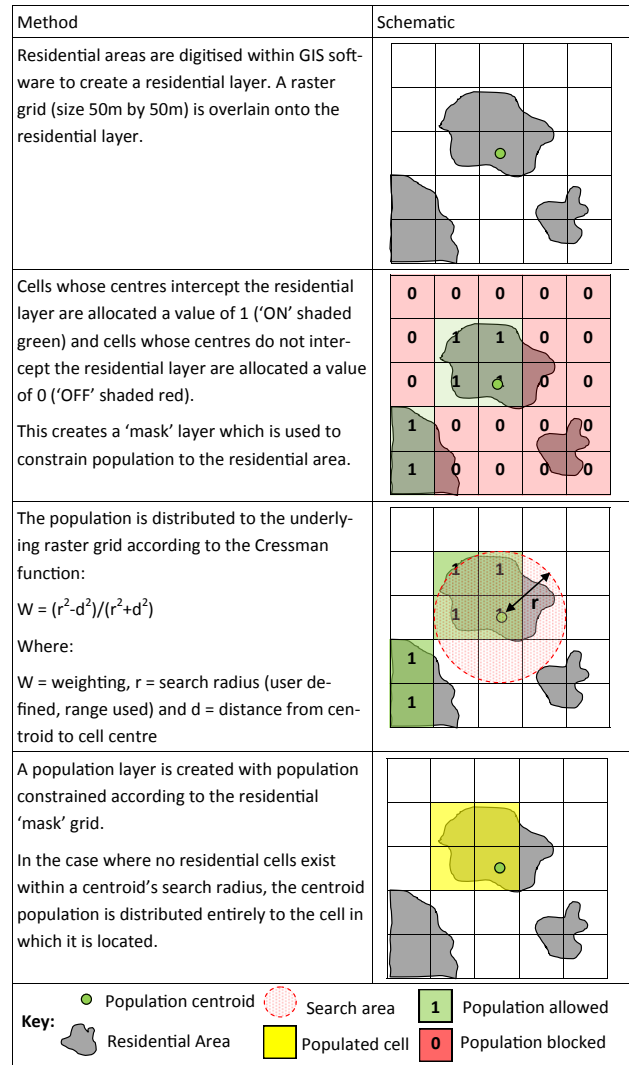 Method Schematic
Residential areas are digitised within GIS soft-
ware to create a residential layer. A raster
grid (size 50m by 50m) is overlain onto the
residential layer.
Cells whose centres intercept the residential
layer are allocated a value of 1 (‘ON’ shaded
green) and cells whose centres do not inter-
cept the residential layer are allocated a value
of 0 (‘OFF’ shaded red).
This creates a ‘mask’ layer which is used to
constrain population to the residential area.
0 0 0 0 0
0 1 1 0 0
0 1 1 0 0
1 0 0 0 0
1 0 0 0 0
The population is distributed to the underly-
ing raster grid according to the Cressman
function:
W = (r²-d²)/(r²+d²)
Where:
W = weighting, r = search radius (user de-
fined, range used) and d = distance from cen-
troid to cell centre
1 1
1 1 r
1
1
A population layer is created with population
constrained according to the residential
‘mask’ grid.
In the case where no residential cells exist
within a centroid’s search radius, the centroid
population is distributed entirely to the cell in
which it is located.
Key:
Population centroid Search area 1 Population allowed
Residential Area Populated cell 0 Population blocked